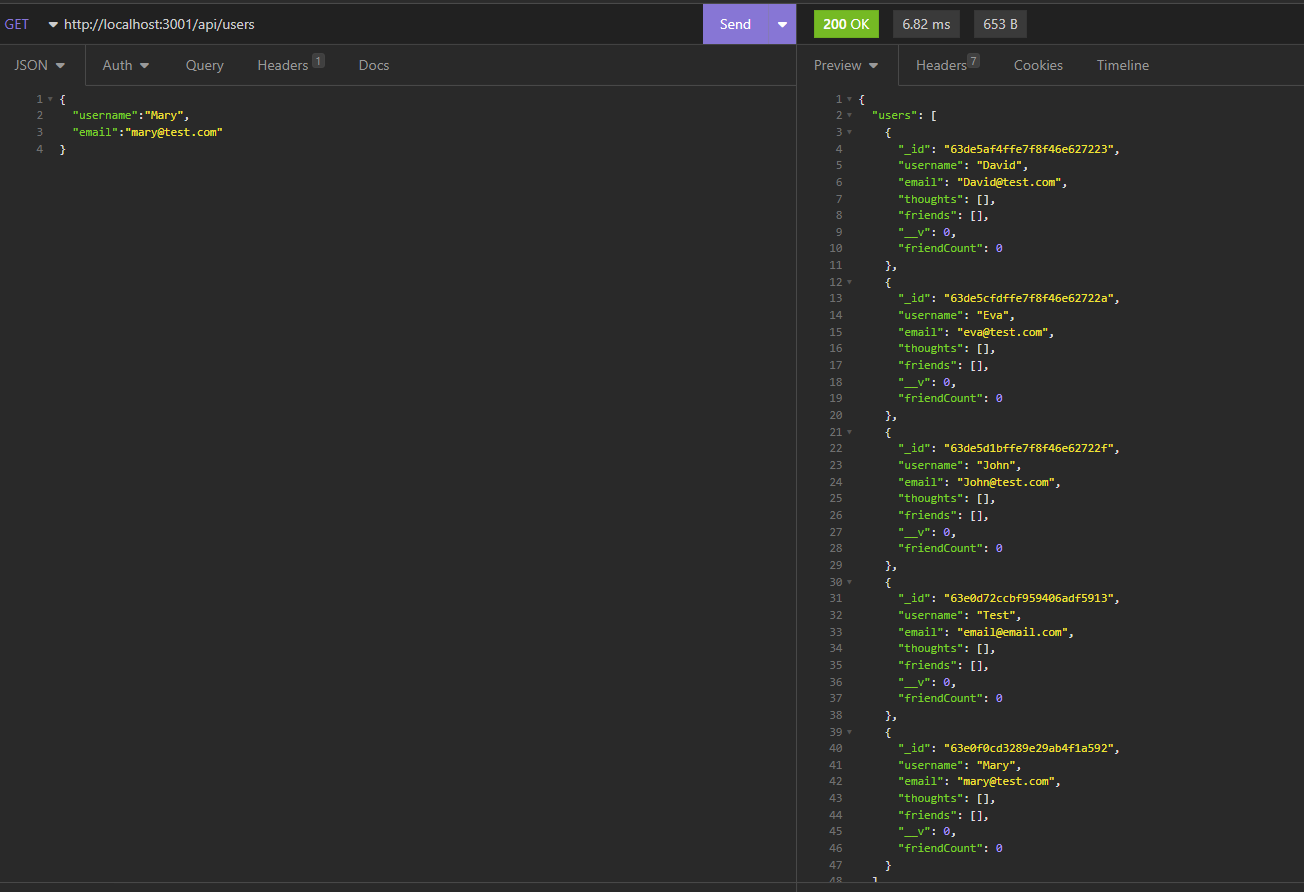 GET http://localhost:3001/api/users Send 200 OK 6.82 ms 653 B
JSON Auth Query Headers 1 Docs
1 {
2 "username":"Mary",
3 "email":"mary@test.com"
4 }
Preview Headers 7 Cookies Timeline
1 {
2 "users": [
3 {
4 "_id": "63de5af4ffe7f8f46e627223",
5 "username": "David",
6 "email": "David@test.com",
7 "thoughts": [],
8 "friends": [],
9 "__v": 0,
10 "friendCount": 0
11 },
12 {
13 "_id": "63de5cfdffe7f8f46e62722a",
14 "username": "Eva",
15 "email": "eva@test.com",
16 "thoughts": [],
17 "friends": [],
18 "__v": 0,
19 "friendCount": 0
20 },
21 {
22 "_id": "63de5d1bffe7f8f46e62722f",
23 "username": "John",
24 "email": "John@test.com",
25 "thoughts": [],
26 "friends": [],
27 "__v": 0,
28 "friendCount": 0
29 },
30 {
31 "_id": "63e0d72ccbf959406adf5913",
32 "username": "Test",
33 "email": "email@email.com",
34 "thoughts": [],
35 "friends": [],
36 "__v": 0,
37 "friendCount": 0
38 },
39 {
40 "_id": "63e0f0cd3289e29ab4f1a592",
41 "username": "Mary",
42 "email": "mary@test.com",
43 "thoughts": [],
44 "friends": [],
45 "__v": 0,
46 "friendCount": 0
47 }
48 ]